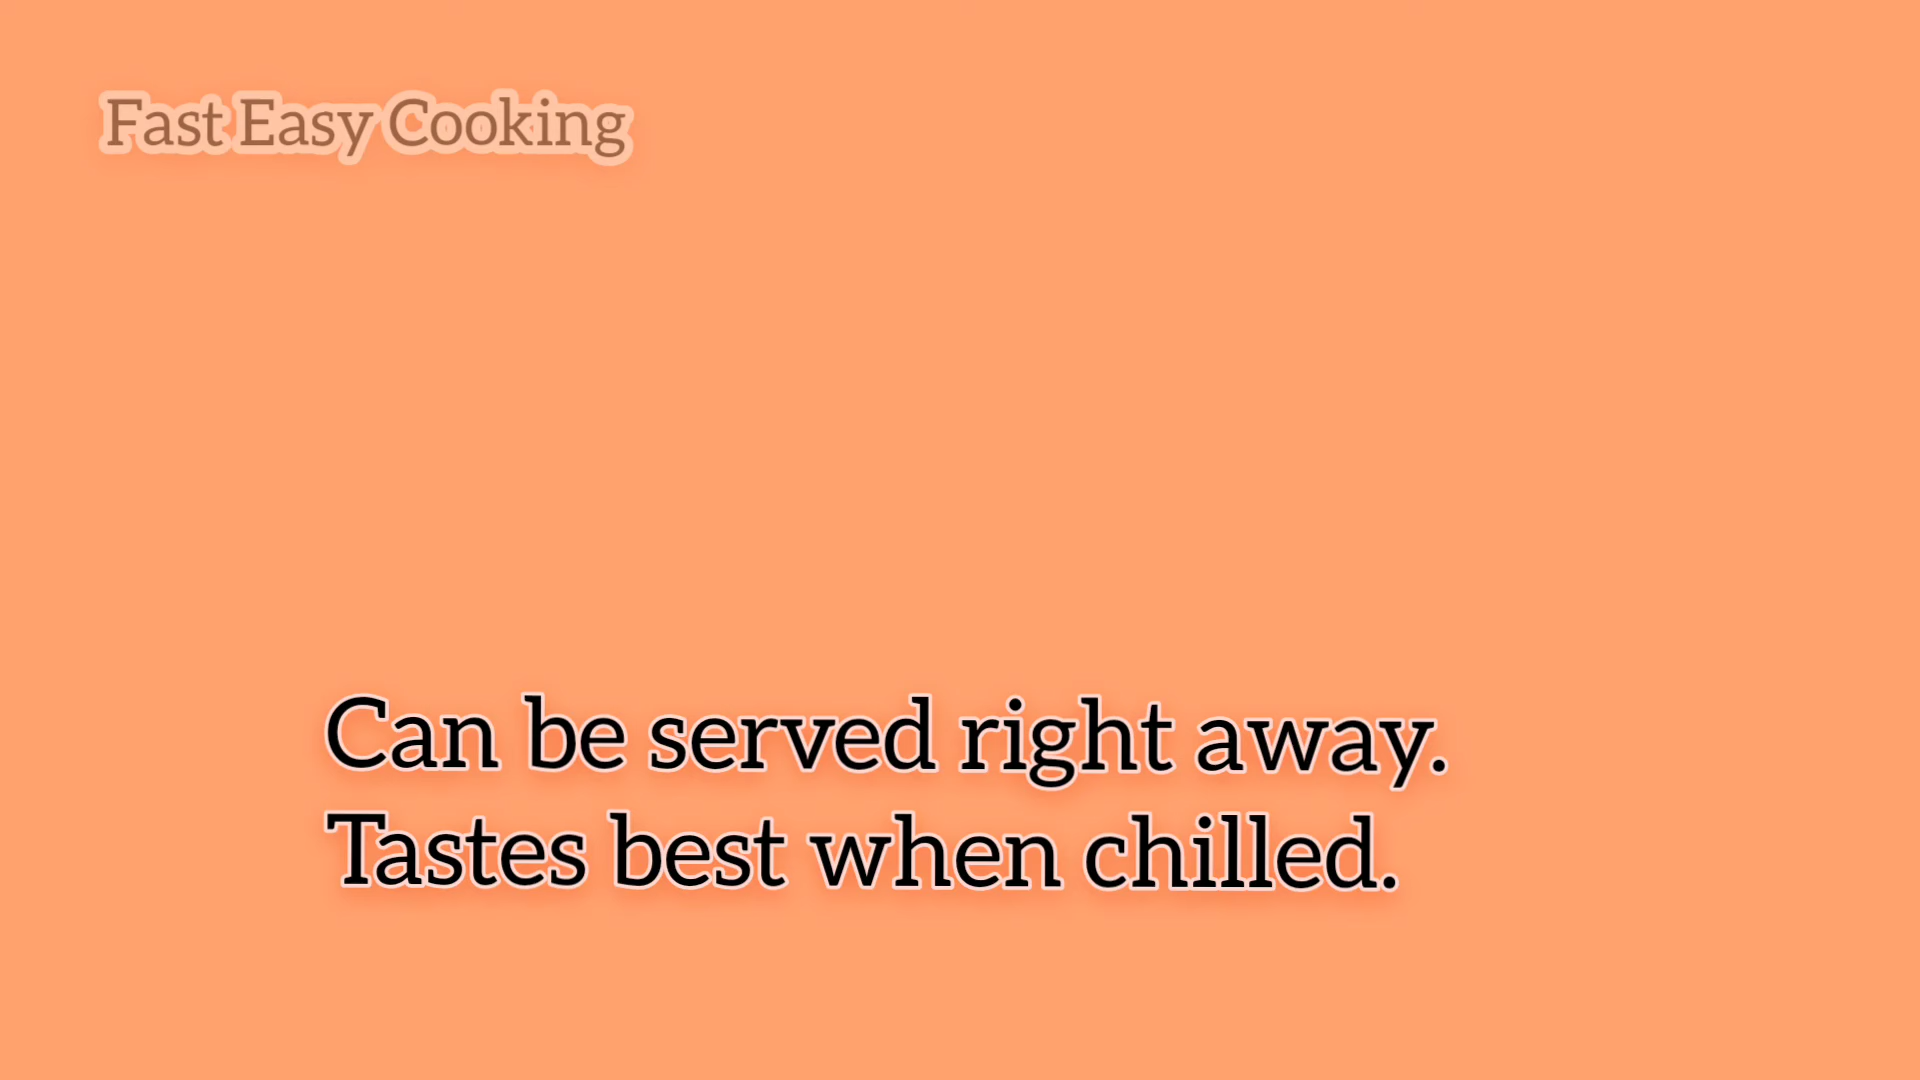 Fast Easy Cooking
Can be served right away.
Tastes best when chilled.